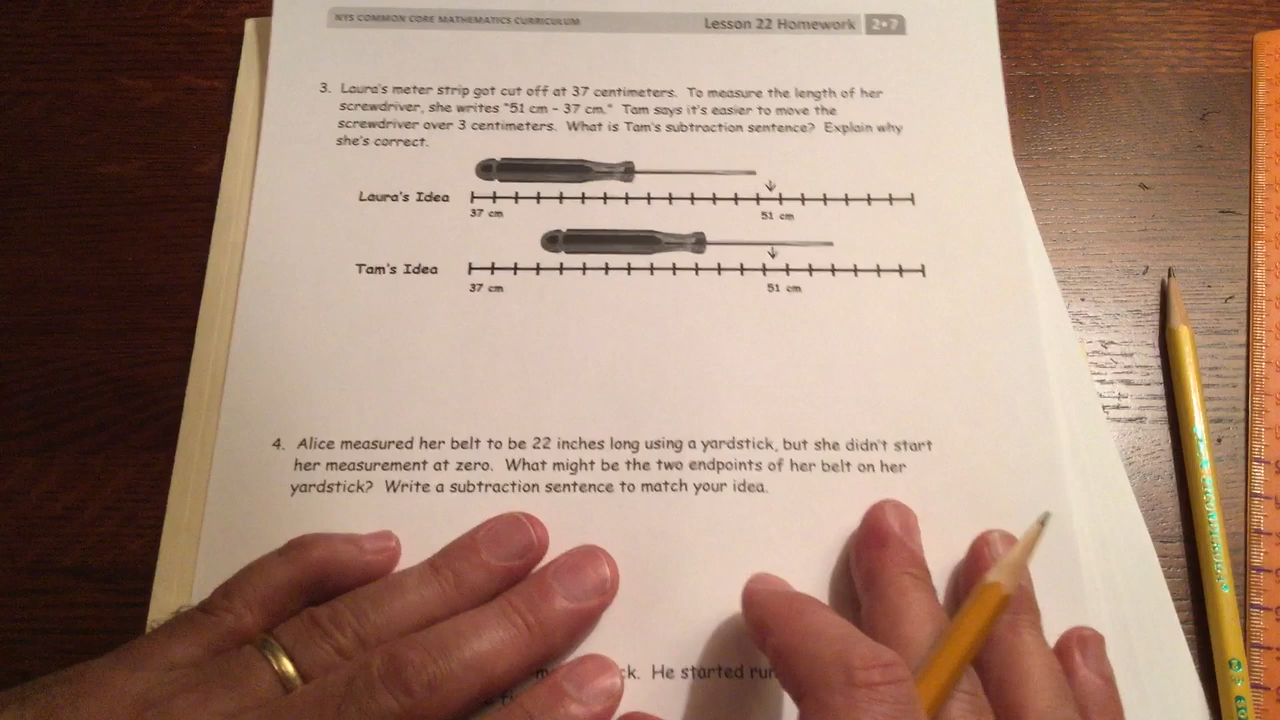 NYS COMMON CORE MATHEMATICS CURRICULUM Lesson 22 Homework 2•7
3. Laura's meter strip got cut off at 37 centimeters. To measure the length of her
screwdriver, she writes "51 cm – 37 cm." Tam says it's easier to move the
screwdriver over 3 centimeters. What is Tam's subtraction sentence? Explain why
she's correct.
Laura's Idea
37 cm 51 cm
Tam's Idea
37 cm 51 cm
4. Alice measured her belt to be 22 inches long using a yardstick, but she didn't start
her measurement at zero. What might be the two endpoints of her belt on her
yardstick? Write a subtraction sentence to match your idea.
He started